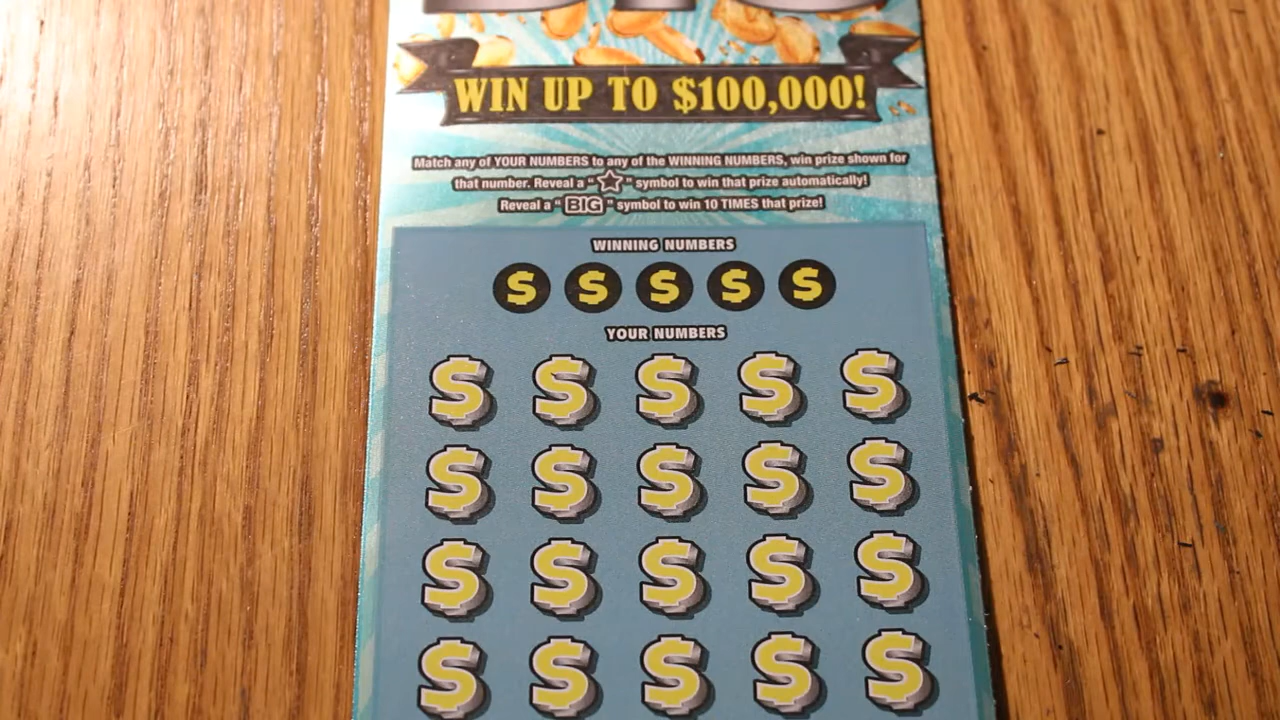 WIN UP TO $100,000!
Match any of YOUR NUMBERS to any of the WINNING NUMBERS, win prize shown for
that number. Reveal a "☆" symbol to win that prize automatically!
Reveal a "BIG" symbol to win 10 TIMES that prize!
WINNING NUMBERS
$ $ $ $ $
YOUR NUMBERS
$ $ $ $ $
$ $ $ $ $
$ $ $ $ $
$ $ $ $ $